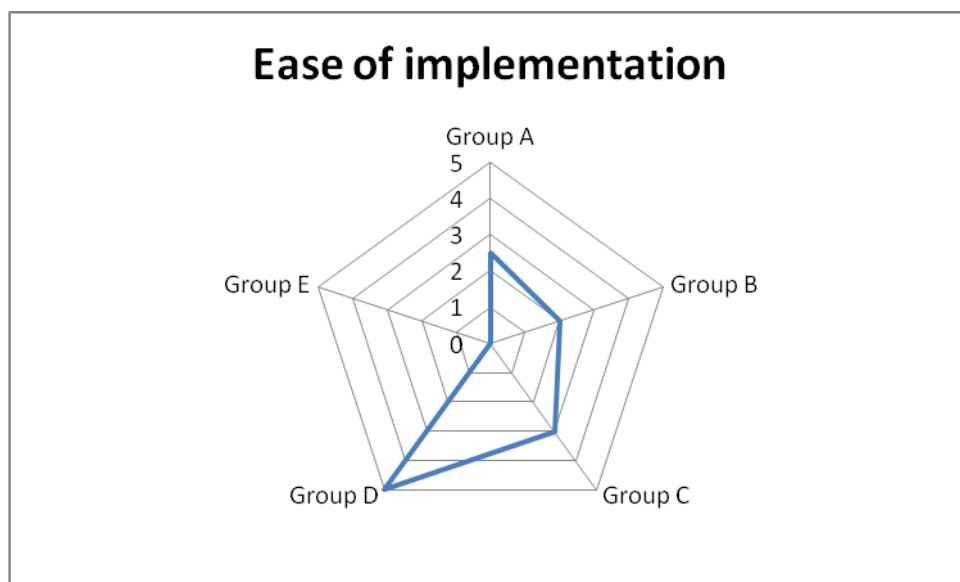 Ease of implementation
Group A
5
4
3
2
1
0
Group E
Group B
Group D
Group C